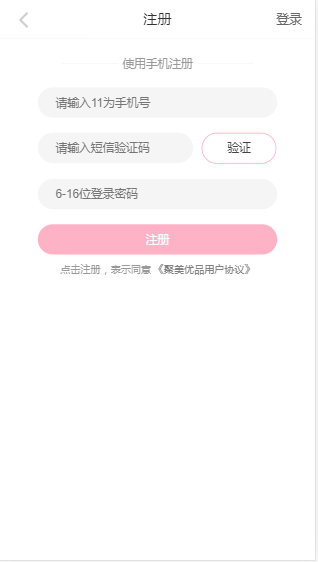 注册 登录
使用手机注册
请输入11为手机号
请输入短信验证码 验证
6-16位登录密码
注册
点击注册，表示同意《聚美优品用户协议》